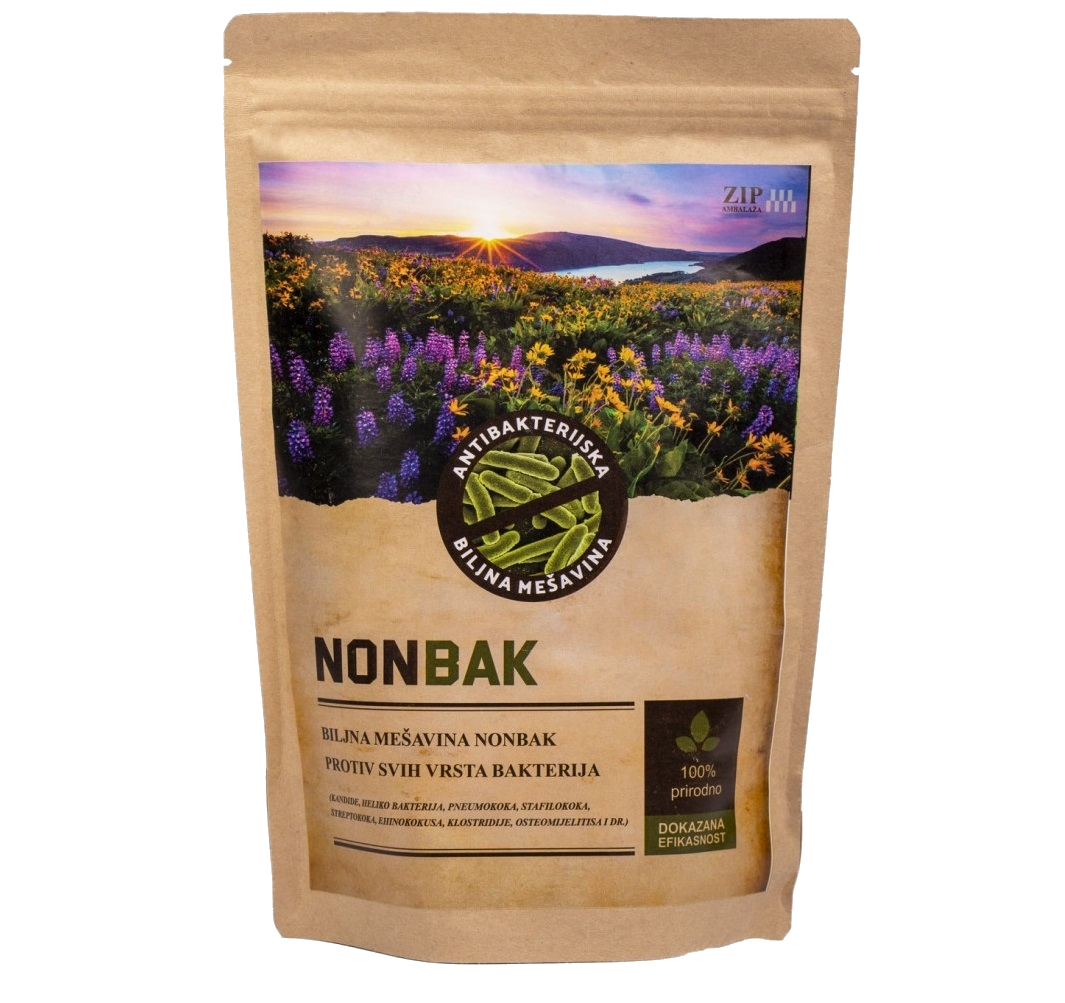 ZIP
AMBALAŽA
ANTIBAKTERIJSKA
BILJNA MEŠAVINA
NONBAK
BILJNA MEŠAVINA NONBAK
PROTIV SVIH VRSTA BAKTERIJA
(KANDIDE, HELIKO BAKTERIJA, PNEUMOKOKA, STAFILOKOKA,
STREPTOKOKA, EHINOKOKUSA, KLOSTRIDIJE, OSTEOMIJELITISA I DR.)
100%
prirodno
DOKAZANA
EFIKASNOST